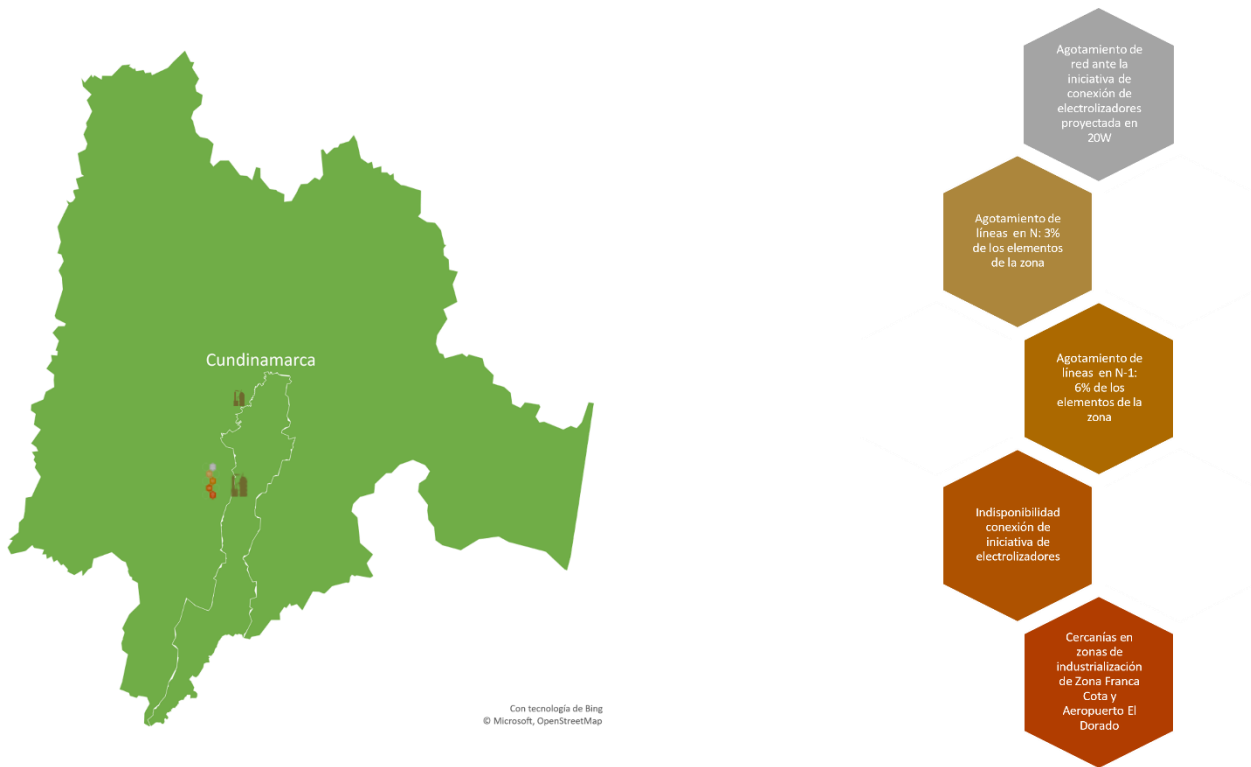 Cundinamarca
Con tecnología de Bing
© Microsoft, OpenStreetMap
Agotamiento de
red ante la
iniciativa de
conexión de
electrolizadores
proyectada en
20W
Agotamiento de
líneas en N: 3%
de los elementos
de la zona
Agotamiento de
líneas en N-1:
6% de los
elementos de la
zona
Indisponibilidad
conexión de
iniciativa de
electrolizadores
Cercanías en
zonas de
industrialización
de Zona Franca
Cota y
Aeropuerto El
Dorado